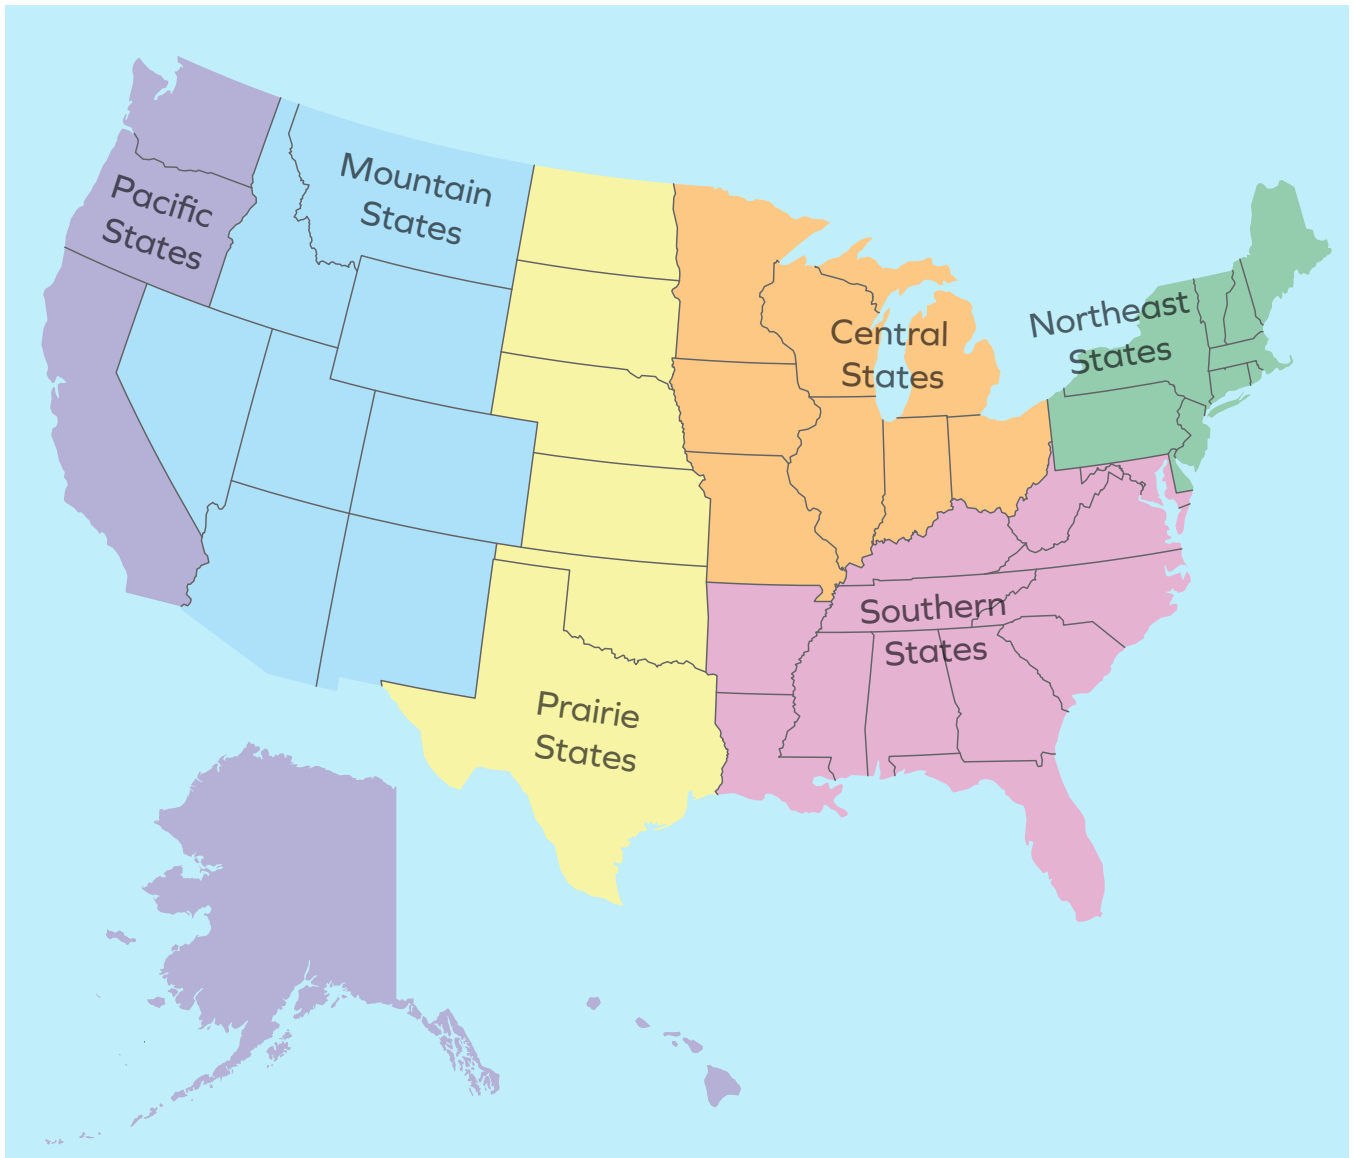 Mountain
States
Pacific
States
Northeast
States
Central
States
Southern
States
Prairie
States